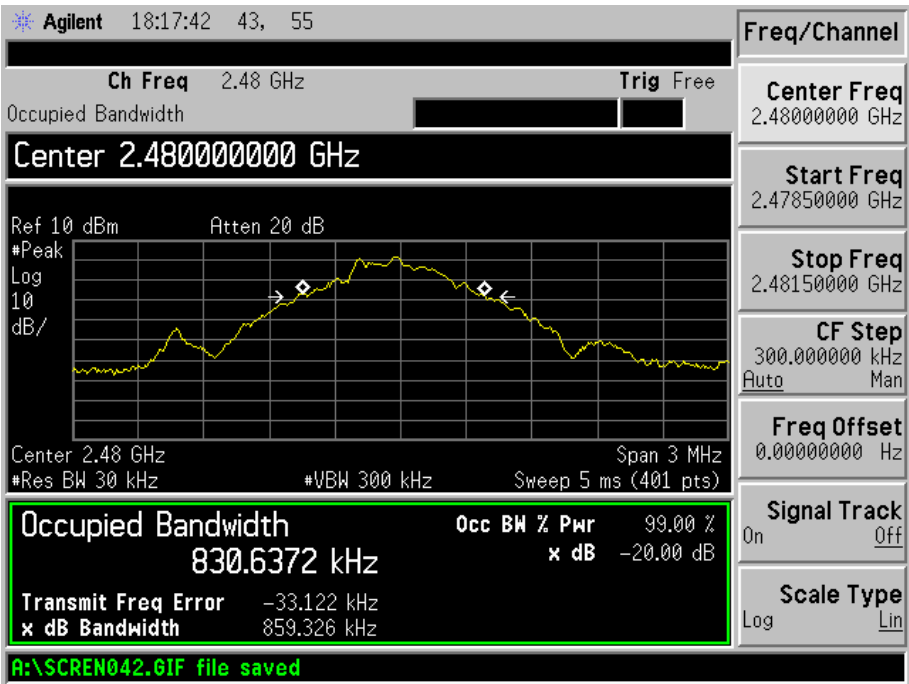 Agilent 18:17:42 43, 55
Ch Freq 2.48 GHz Trig Free
Occupied Bandwidth
Center 2.480000000 GHz
Ref 10 dBm Atten 20 dB
#Peak
Log
10
dB/
Center 2.48 GHz Span 3 MHz
#Res BW 30 kHz #VBW 300 kHz Sweep 5 ms (401 pts)
Occupied Bandwidth
830.6372 kHz
Occ BW % Pwr 99.00 %
x dB -20.00 dB
Transmit Freq Error -33.122 kHz
x dB Bandwidth 859.326 kHz
A:\SCREN042.GIF file saved
Freq/Channel
Center Freq
2.48000000 GHz
Start Freq
2.47850000 GHz
Stop Freq
2.48150000 GHz
CF Step
300.000000 kHz
Auto Man
Freq Offset
0.00000000 Hz
Signal Track
On Off
Scale Type
Log Lin